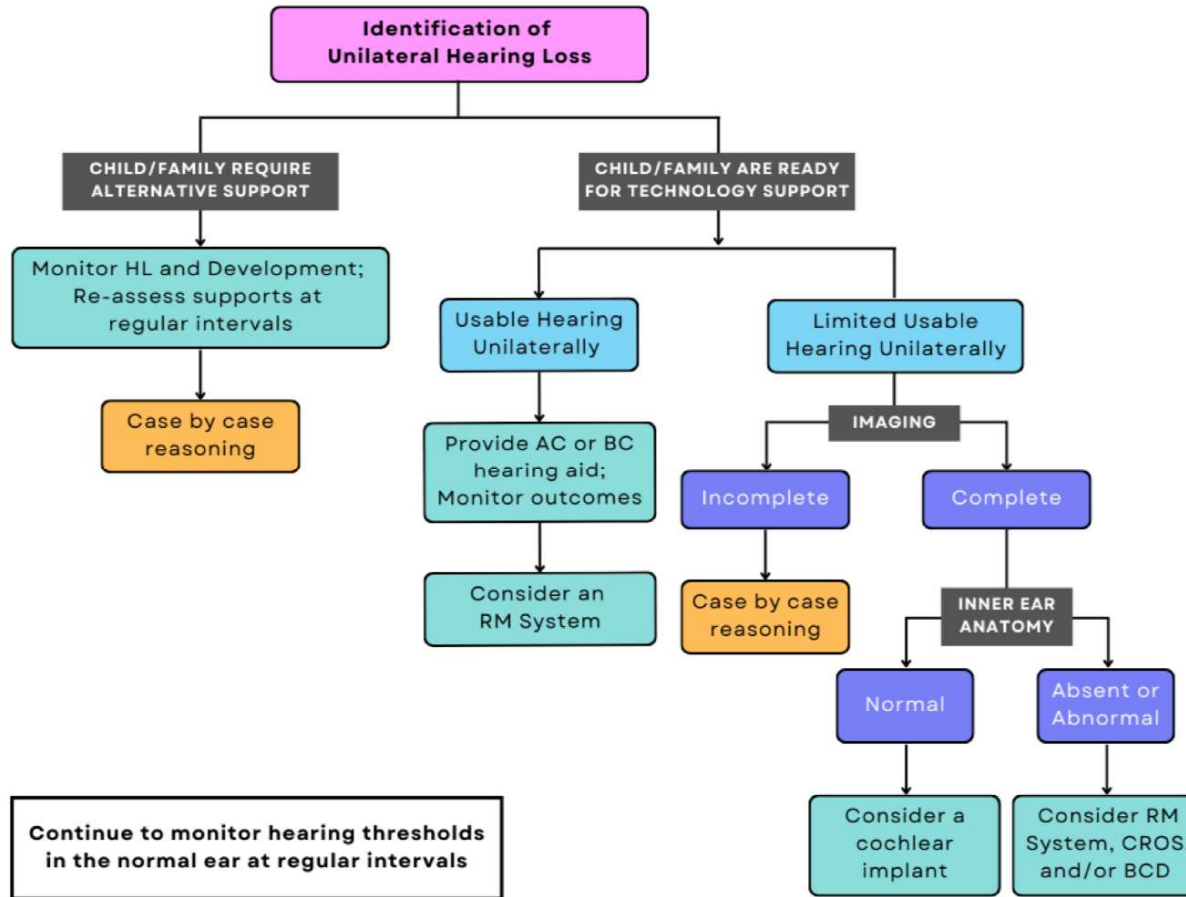 Identification of
Unilateral Hearing Loss
CHILD/FAMILY REQUIRE
ALTERNATIVE SUPPORT
CHILD/FAMILY ARE READY
FOR TECHNOLOGY SUPPORT
Monitor HL and Development;
Re-assess supports at
regular intervals
Case by case
reasoning
Usable Hearing
Unilaterally
Provide AC or BC
hearing aid;
Monitor outcomes
Consider an
RM System
Limited Usable
Hearing Unilaterally
IMAGING
Incomplete
Case by case
reasoning
Complete
INNER EAR
ANATOMY
Normal
Consider a
cochlear
implant
Absent or
Abnormal
Consider RM
System, CROS
and/or BCD
Continue to monitor hearing thresholds
in the normal ear at regular intervals